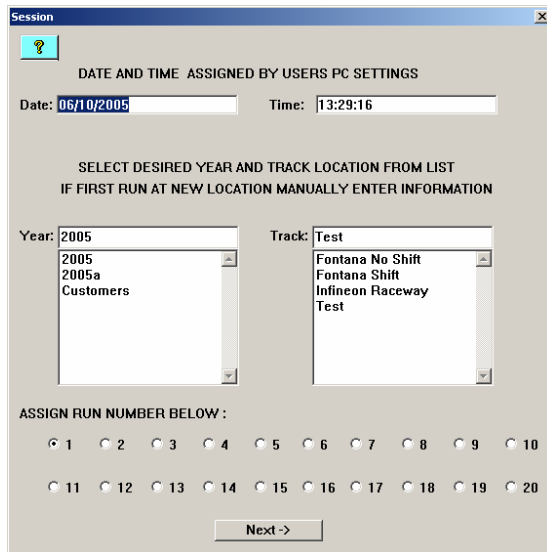 Session
?
DATE AND TIME ASSIGNED BY USERS PC SETTINGS
Date: 06/10/2005 Time: 13:29:16
SELECT DESIRED YEAR AND TRACK LOCATION FROM LIST
IF FIRST RUN AT NEW LOCATION MANUALLY ENTER INFORMATION
Year: 2005 Track: Test
2005 Fontana No Shift
2005a Fontana Shift
Customers Infineon Raceway
Test
ASSIGN RUN NUMBER BELOW :
1 2 3 4 5 6 7 8 9 10
11 12 13 14 15 16 17 18 19 20
Next ->